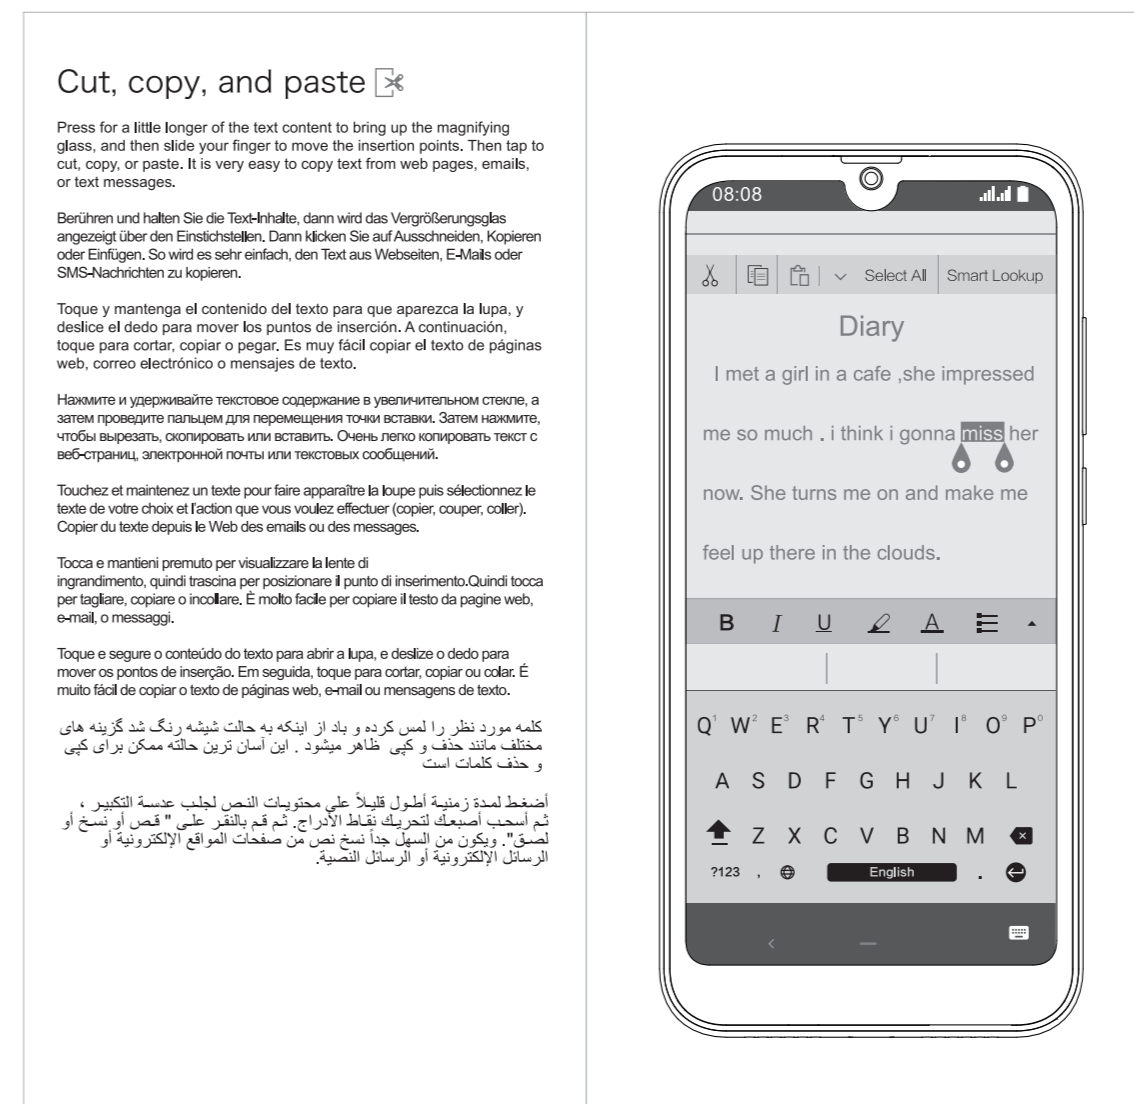 Cut, copy, and paste
Press for a little longer of the text content to bring up the magnifying
glass, and then slide your finger to move the insertion points. Then tap to
cut, copy, or paste. It is very easy to copy text from web pages, emails,
or text messages.
Berühren und halten Sie die Text-Inhalte, dann wird das Vergrößerungsglas
angezeigt über den Einstichstellen. Dann klicken Sie auf Ausschneiden, Kopieren
oder Einfügen. So wird es sehr einfach, den Text aus Webseiten, E-Mails oder
SMS-Nachrichten zu kopieren.
Toque y mantenga el contenido del texto para que aparezca la lupa, y
deslice el dedo para mover los puntos de inserción. A continuación,
toque para cortar, copiar o pegar. Es muy fácil copiar el texto de páginas
web, correo electrónico o mensajes de texto.
Нажмите и удерживайте текстовое содержание в увеличительном стекле, а
затем проведите пальцем для перемещения точки вставки. Затем нажмите,
чтобы вырезать, скопировать или вставить. Очень легко копировать текст с
веб-страниц, электронной почты или текстовых сообщений.
Touchez et maintenez un texte pour faire apparaître la loupe puis sélectionnez le
texte de votre choix et l'action que vous voulez effectuer (copier, couper, coller).
Copier du texte depuis le Web des emails ou des messages.
Tocca e mantieni premuto per visualizzare la lente di
ingrandimento, quindi trascina per posizionare il punto di inserimento.Quindi tocca
per tagliare, copiare o incollare. È molto facile per copiare il testo da pagine web,
e-mail, o messaggi.
Toque e segure o conteúdo do texto para abrir a lupa, e deslize o dedo para
mover os pontos de inserção. Em seguida, toque para cortar, copiar ou colar. É
muito fácil de copiar o texto de páginas web, e-mail ou mensagens de texto.
کلمه مورد نظر را لمس کرده و باد از اینکه به حالت شیشه رنگ شد گزینه های
مختلف مانند حذف و کپی ظاهر میشود . این آسان ترین حالته ممکن برای کپی
و حذف کلمات است
أضغط لمدة زمنية أطول قليلاً على محتويات النص لجلب عدسة التكبير ،
ثم أسحب أصبعك لتحريك نقاط الأدراج. ثم قم بالنقر على " قص أو نسخ أو
لصق". ويكون من السهل جداً نسخ نص من صفحات المواقع الإلكترونية أو
الرسائل الإلكترونية أو الرسائل النصية.
08:08
Select All Smart Lookup
Diary
I met a girl in a cafe ,she impressed
me so much . i think i gonna miss her
now. She turns me on and make me
feel up there in the clouds.
B I U A
Q1 W2 E3 R4 T5 Y6 U7 I8 O9 P0
A S D F G H J K L
Z X C V B N M
?123 , English .